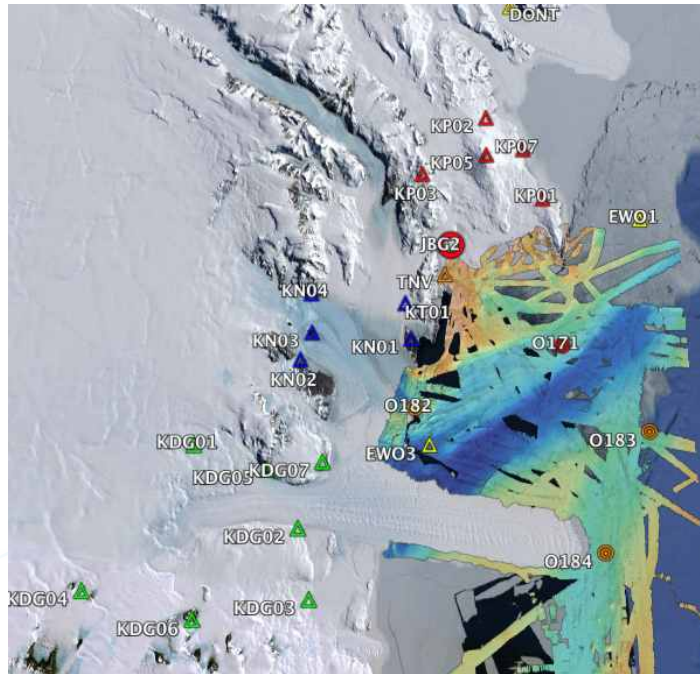 DONT
KP02
KP07
KP05
KP03
KP01
EWO1
JBG2
TNV
KN04
KT01
KN03
KN01
O171
KN02
O182
O183
KDG01
EWO3
KDG05
KDG07
KDG02
O184
KDG04
KDG03
KDG06